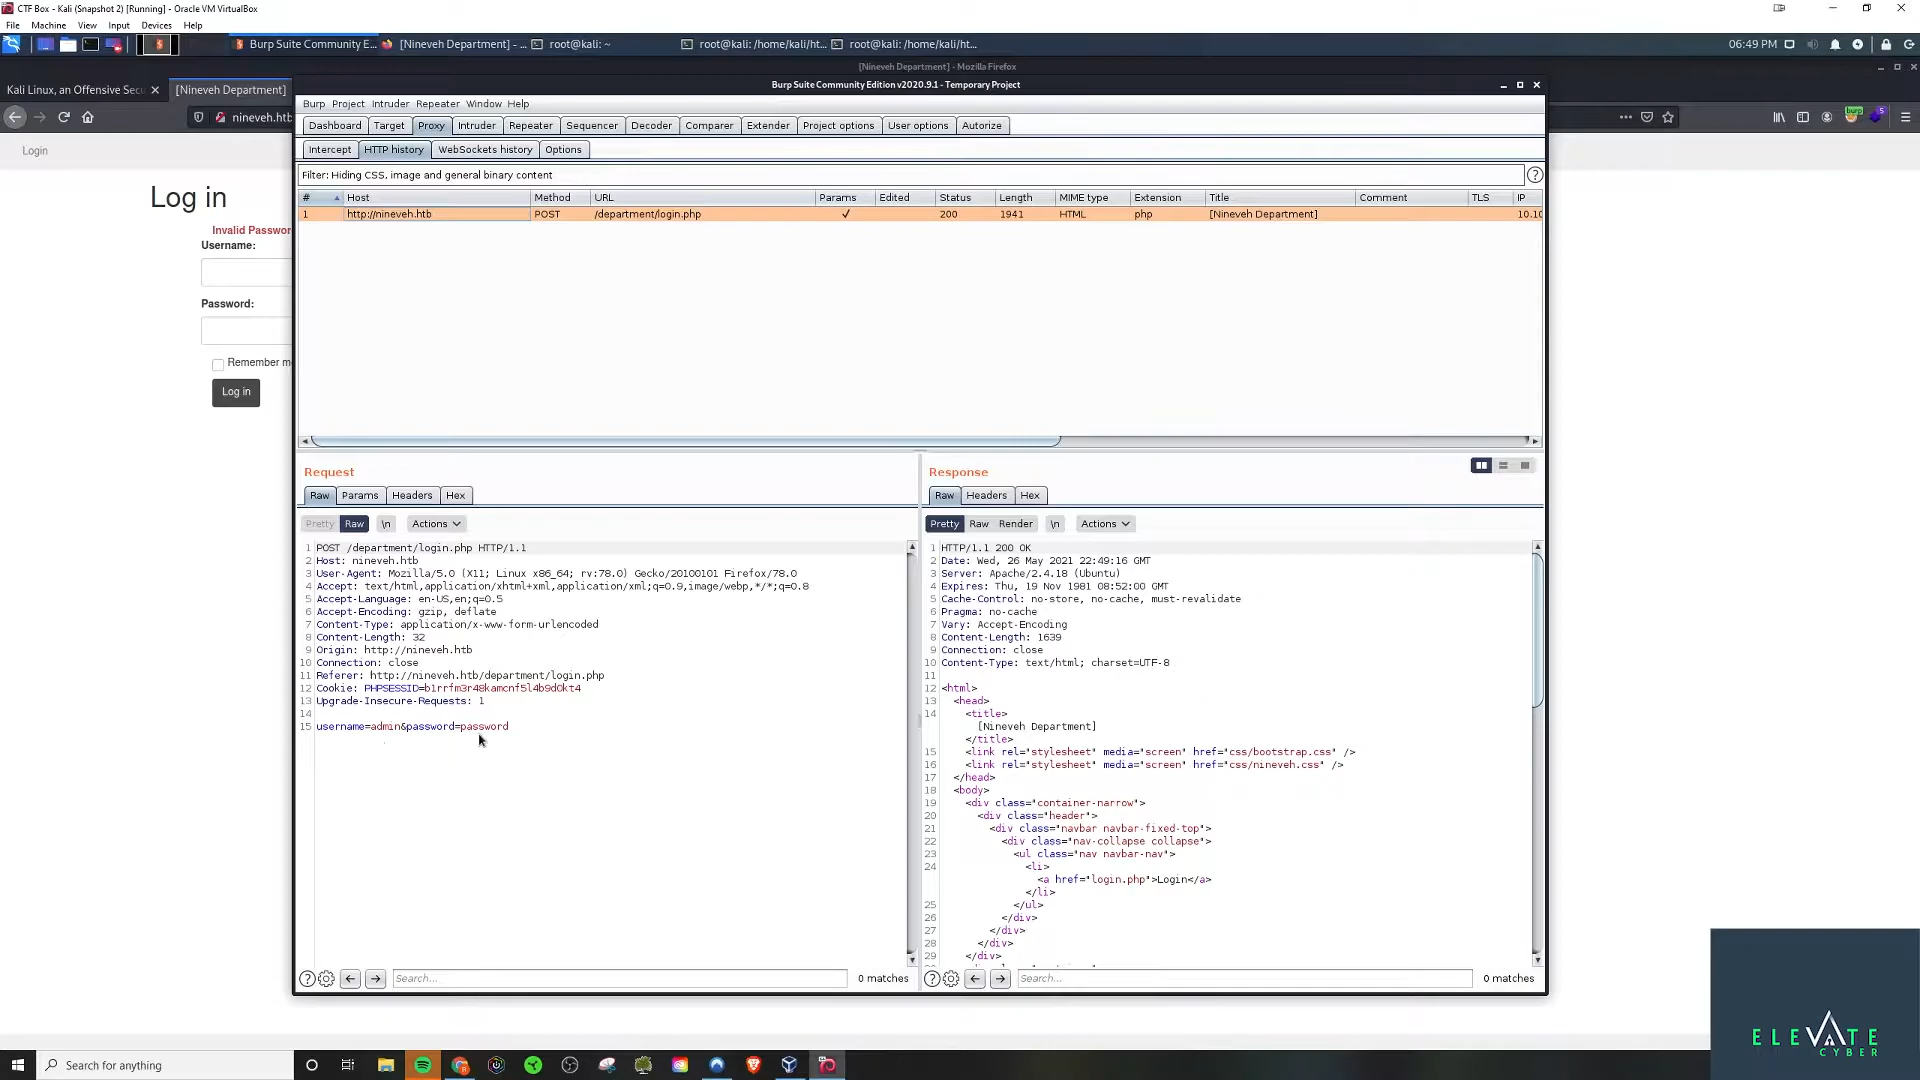 CTF Box - Kali (Snapshot 2) [Running] - Oracle VM VirtualBox
File Machine View Input Devices Help
Burp Suite Community E... [Nineveh Department] - ... root@kali: ~ root@kali: /home/kali/ht... root@kali: /home/kali/ht... 06:49 PM
[Nineveh Department] - Mozilla Firefox
Kali Linux, an Offensive Secu [Nineveh Department]
nineveh.htb
Login
Log in
Invalid Passwor
Username:
Password:
Remember m
Log in
Burp Suite Community Edition v2020.9.1 - Temporary Project
Burp Project Intruder Repeater Window Help
Dashboard Target Proxy Intruder Repeater Sequencer Decoder Comparer Extender Project options User options Autorize
Intercept HTTP history WebSockets history Options
Filter: Hiding CSS, image and general binary content
# Host Method URL Params Edited Status Length MIME type Extension Title Comment TLS IP
1 http://nineveh.htb POST /department/login.php ✓ 200 1941 HTML php [Nineveh Department] 10.10
Request
Raw Params Headers Hex
Pretty Raw \n Actions
1 POST /department/login.php HTTP/1.1
2 Host: nineveh.htb
3 User-Agent: Mozilla/5.0 (X11; Linux x86_64; rv:78.0) Gecko/20100101 Firefox/78.0
4 Accept: text/html,application/xhtml+xml,application/xml;q=0.9,image/webp,*/*;q=0.8
5 Accept-Language: en-US,en;q=0.5
6 Accept-Encoding: gzip, deflate
7 Content-Type: application/x-www-form-urlencoded
8 Content-Length: 32
9 Origin: http://nineveh.htb
10 Connection: close
11 Referer: http://nineveh.htb/department/login.php
12 Cookie: PHPSESSID=b1rrfm3r48kamcnf5l4b9d0kt4
13 Upgrade-Insecure-Requests: 1
14
15 username=admin&password=password
Search... 0 matches
Response
Raw Headers Hex
Pretty Raw Render \n Actions
1 HTTP/1.1 200 OK
2 Date: Wed, 26 May 2021 22:49:16 GMT
3 Server: Apache/2.4.18 (Ubuntu)
4 Expires: Thu, 19 Nov 1981 08:52:00 GMT
5 Cache-Control: no-store, no-cache, must-revalidate
6 Pragma: no-cache
7 Vary: Accept-Encoding
8 Content-Length: 1639
9 Connection: close
10 Content-Type: text/html; charset=UTF-8
11
12 <html>
13 <head>
14 <title>
[Nineveh Department]
</title>
15 <link rel="stylesheet" media="screen" href="css/bootstrap.css" />
16 <link rel="stylesheet" media="screen" href="css/nineveh.css" />
17 </head>
18 <body>
19 <div class="container-narrow">
20 <div class="header">
21 <div class="navbar navbar-fixed-top">
22 <div class="nav-collapse collapse">
23 <ul class="nav navbar-nav">
24 <li>
<a href="login.php">Login</a>
</li>
25 </ul>
26 </div>
27 </div>
28 </div>
29 </div>
Search... 0 matches
ELEVATE
CYBER
Search for anything